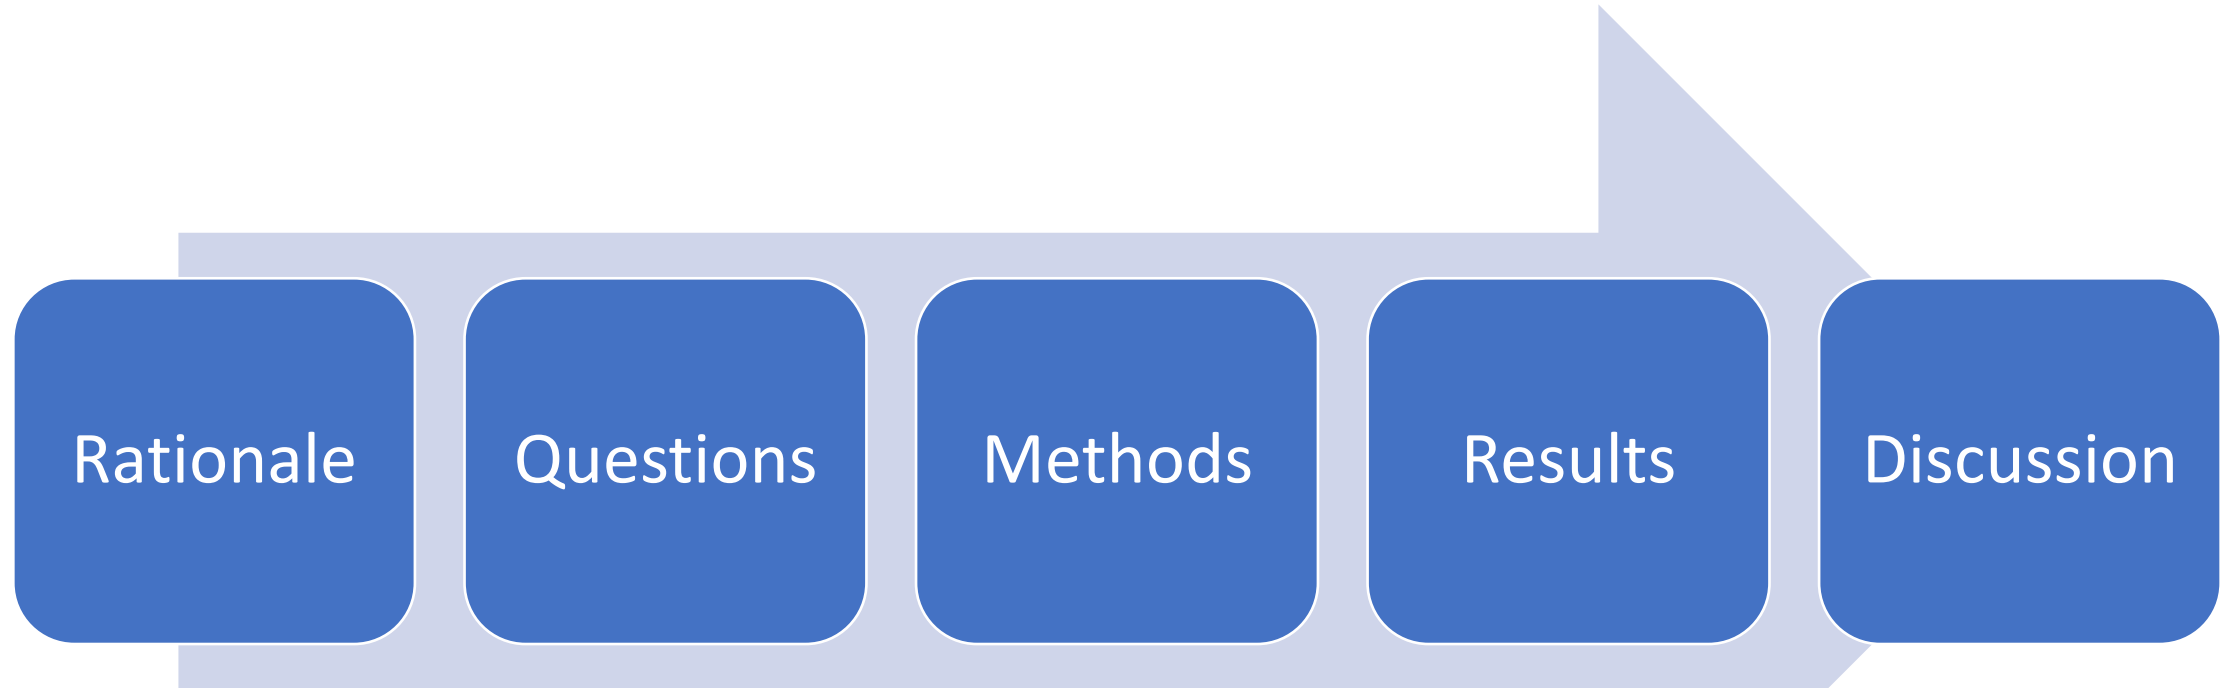 Rationale
Questions
Methods
Results
Discussion